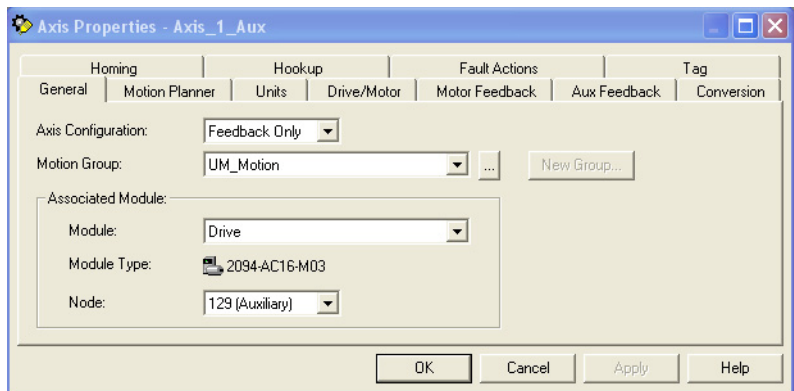 Axis Properties - Axis_1_Aux
Homing Hookup Fault Actions Tag
General Motion Planner Units Drive/Motor Motor Feedback Aux Feedback Conversion
Axis Configuration: Feedback Only
Motion Group: UM_Motion ... New Group...
Associated Module:
Module: Drive
Module Type: 2094-AC16-M03
Node: 129 (Auxiliary)
OK Cancel Apply Help